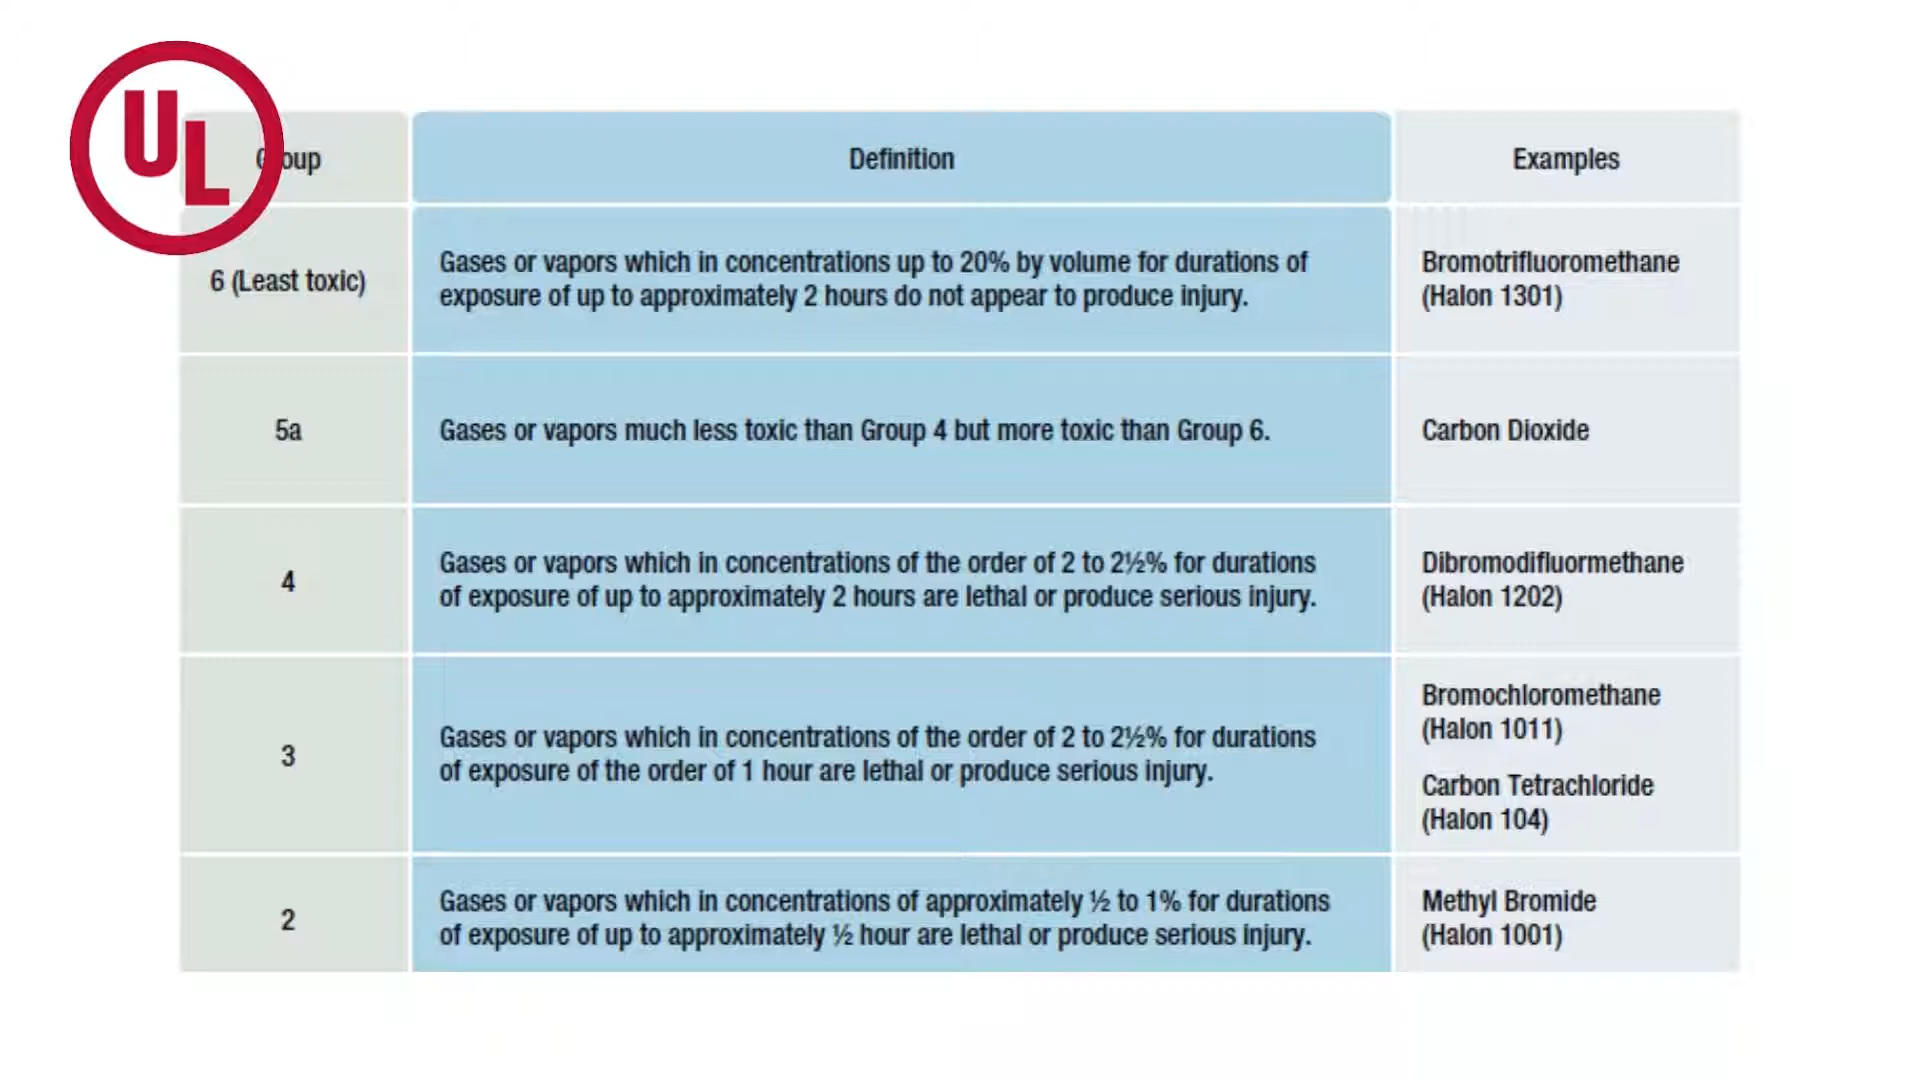 UL
Group
Definition
Examples
6 (Least toxic)
Gases or vapors which in concentrations up to 20% by volume for durations of
exposure of up to approximately 2 hours do not appear to produce injury.
Bromotrifluoromethane
(Halon 1301)
5a
Gases or vapors much less toxic than Group 4 but more toxic than Group 6.
Carbon Dioxide
4
Gases or vapors which in concentrations of the order of 2 to 2½% for durations
of exposure of up to approximately 2 hours are lethal or produce serious injury.
Dibromodifluormethane
(Halon 1202)
3
Gases or vapors which in concentrations of the order of 2 to 2½% for durations
of exposure of the order of 1 hour are lethal or produce serious injury.
Bromochloromethane
(Halon 1011)
Carbon Tetrachloride
(Halon 104)
2
Gases or vapors which in concentrations of approximately ½ to 1% for durations
of exposure of up to approximately ½ hour are lethal or produce serious injury.
Methyl Bromide
(Halon 1001)